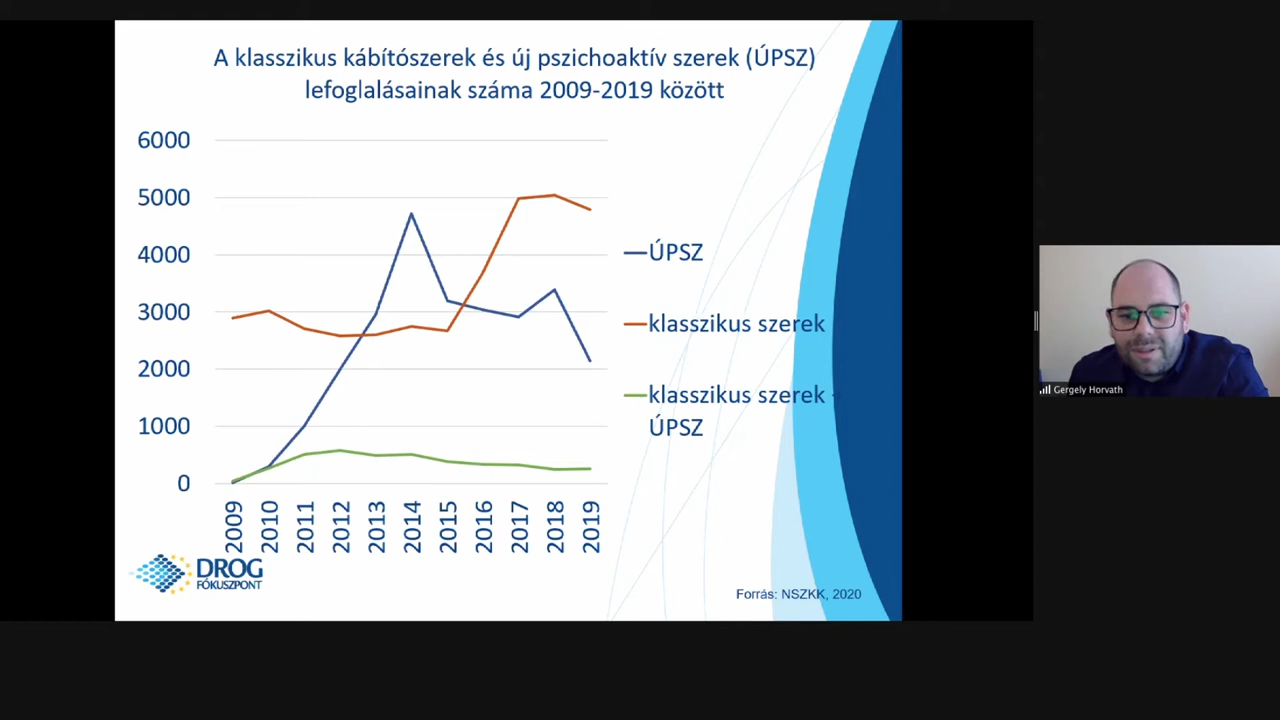 A klasszikus kábítószerek és új pszichoaktív szerek (ÚPSZ)
lefoglalásainak száma 2009-2019 között
6000
5000
4000
3000
2000
1000
0
2009
2010
2011
2012
2013
2014
2015
2016
2017
2018
2019
ÚPSZ
klasszikus szerek
klasszikus szerek +
ÚPSZ
DROG
FÓKUSZPONT
Forrás: NSZKK, 2020
Gergely Horvath